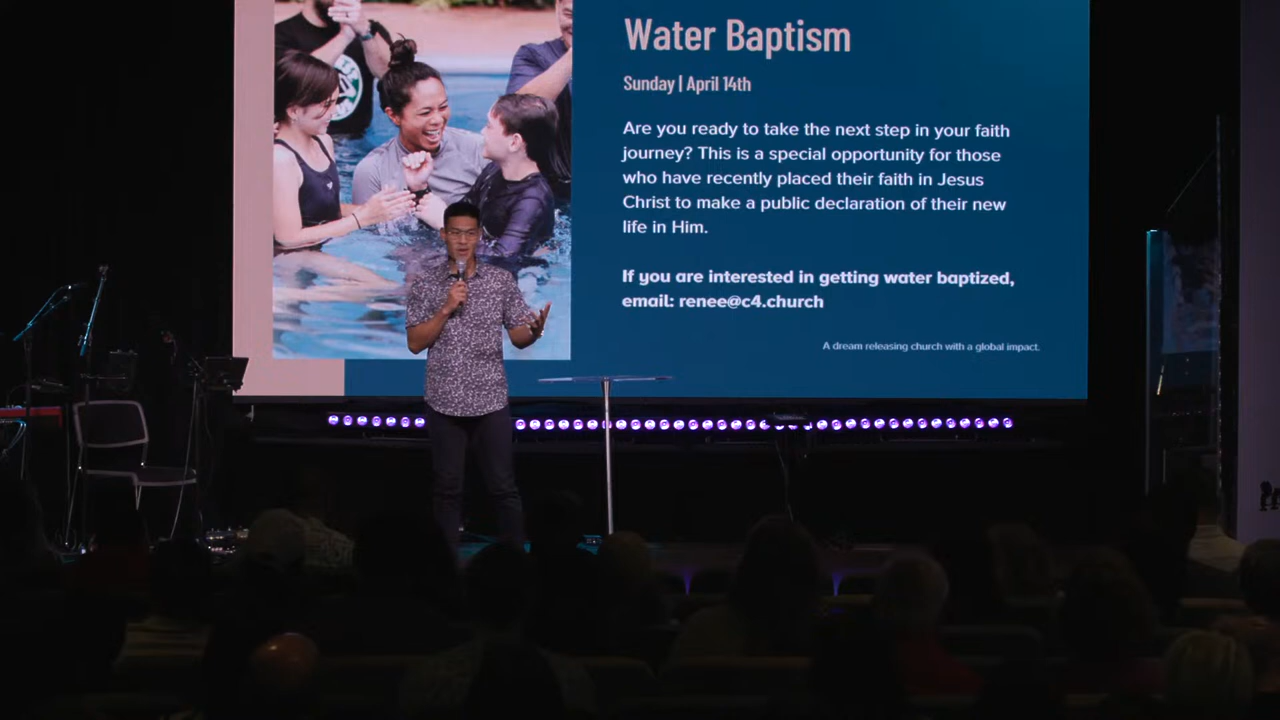 Water Baptism
Sunday | April 14th
Are you ready to take the next step in your faith
journey? This is a special opportunity for those
who have recently placed their faith in Jesus
Christ to make a public declaration of their new
life in Him.
If you are interested in getting water baptized,
email: renee@c4.church
A dream releasing church with a global impact.